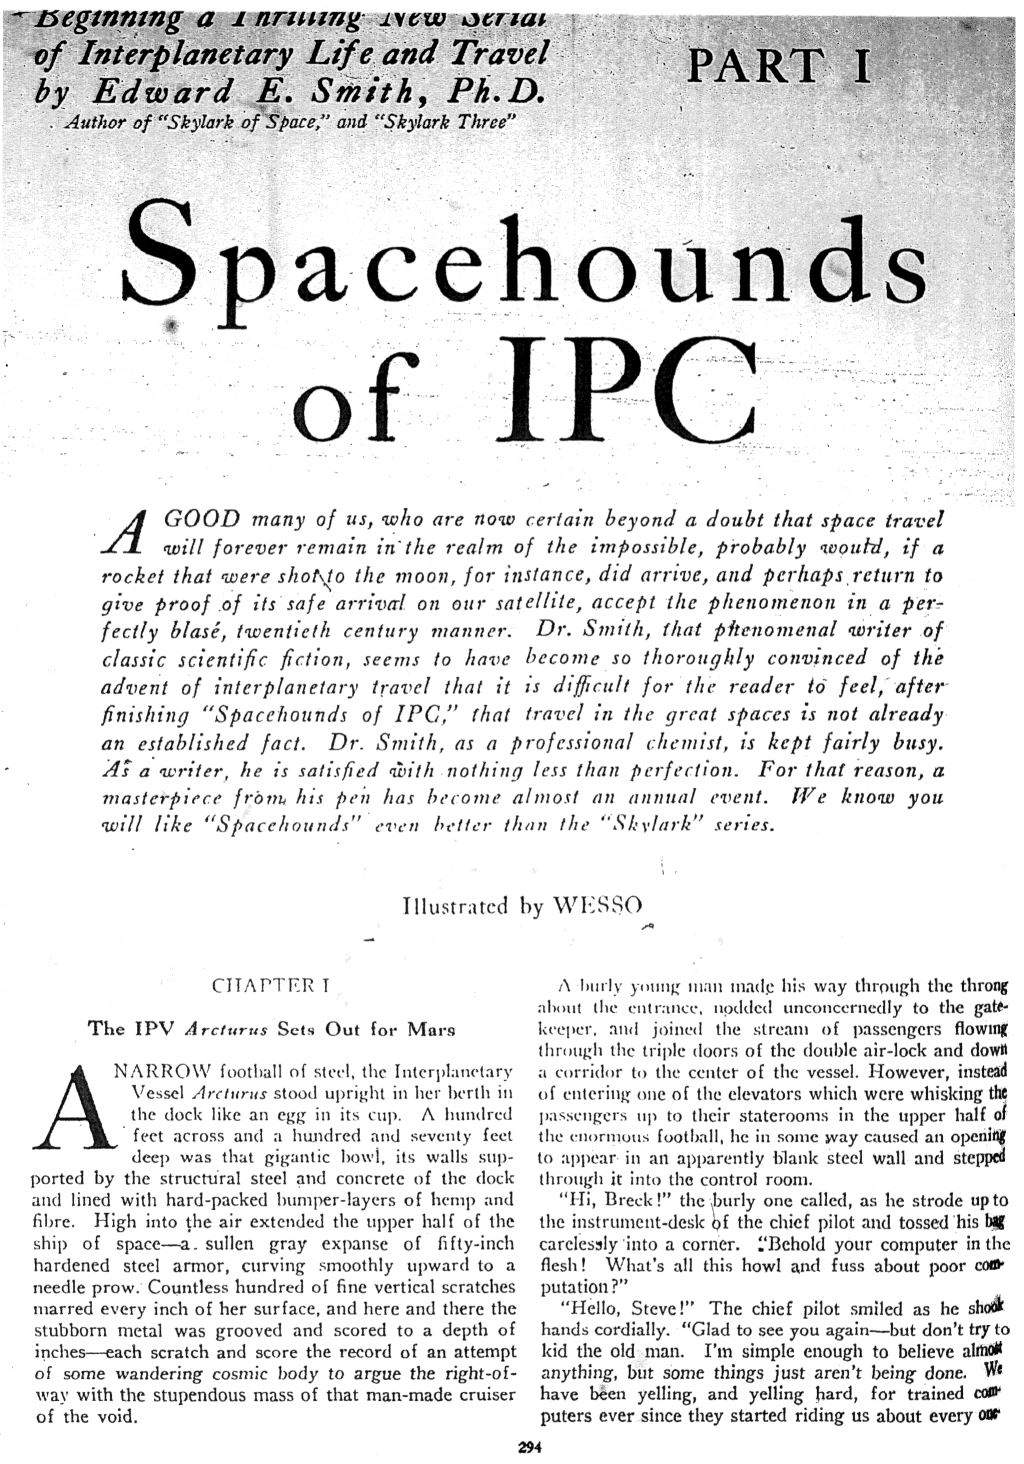 Beginning a Thrilling New Serial
of Interplanetary Life and Travel
by Edward E. Smith, Ph.D.
Author of "Skylark of Space," and "Skylark Three"
PART I
Spacehounds
of IPC
A GOOD many of us, who are now certain beyond a doubt that space travel
will forever remain in the realm of the impossible, probably would, if a
rocket that were shot to the moon, for instance, did arrive, and perhaps return to
give proof of its safe arrival on our satellite, accept the phenomenon in a per-
fectly blasé, twentieth century manner. Dr. Smith, that phenomenal writer of
classic scientific fiction, seems to have become so thoroughly convinced of the
advent of interplanetary travel that it is difficult for the reader to feel, after
finishing "Spacehounds of IPC," that travel in the great spaces is not already
an established fact. Dr. Smith, as a professional chemist, is kept fairly busy.
As a writer, he is satisfied with nothing less than perfection. For that reason, a
masterpiece from his pen has become almost an annual event. We know you
will like "Spacehounds" even better than the "Skylark" series.
Illustrated by WESSO
CHAPTER I
The IPV Arcturus Sets Out for Mars
A NARROW football of steel, the Interplanetary
Vessel Arcturus stood upright in her berth in
the dock like an egg in its cup. A hundred
feet across and a hundred and seventy feet
deep was that gigantic bowl, its walls sup-
ported by the structural steel and concrete of the dock
and lined with hard-packed bumper-layers of hemp and
fibre. High into the air extended the upper half of the
ship of space—a sullen gray expanse of fifty-inch
hardened steel armor, curving smoothly upward to a
needle prow. Countless hundred of fine vertical scratches
marred every inch of her surface, and here and there the
stubborn metal was grooved and scored to a depth of
inches—each scratch and score the record of an attempt
of some wandering cosmic body to argue the right-of-
way with the stupendous mass of that man-made cruiser
of the void.
A burly young man made his way through the throng
about the entrance, nodded unconcernedly to the gate-
keeper, and joined the stream of passengers flowing
through the triple doors of the double air-lock and down
a corridor to the center of the vessel. However, instead
of entering one of the elevators which were whisking the
passengers up to their staterooms in the upper half of
the enormous football, he in some way caused an opening
to appear in an apparently blank steel wall and stepped
through it into the control room.
"Hi, Breck!" the burly one called, as he strode up to
the instrument-desk of the chief pilot and tossed his bag
carelessly into a corner. "Behold your computer in the
flesh! What's all this howl and fuss about poor com-
putation?"
"Hello, Steve!" The chief pilot smiled as he shook
hands cordially. "Glad to see you again—but don't try to
kid the old man. I'm simple enough to believe almost
anything, but some things just aren't being done. We
have been yelling, and yelling hard, for trained com-
puters ever since they started riding us about every one
294